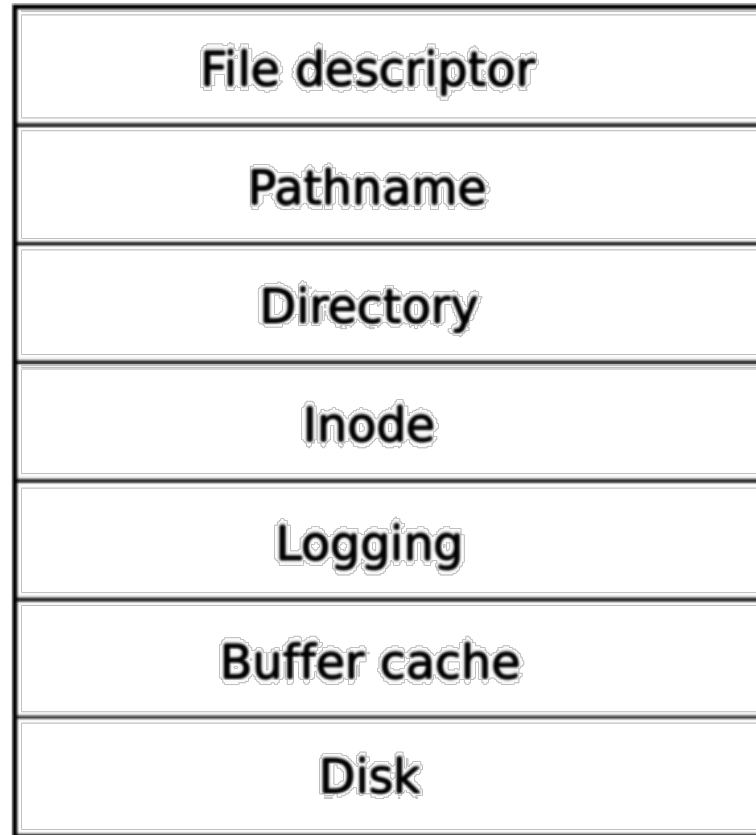 File descriptor
Pathname
Directory
Inode
Logging
Buffer cache
Disk